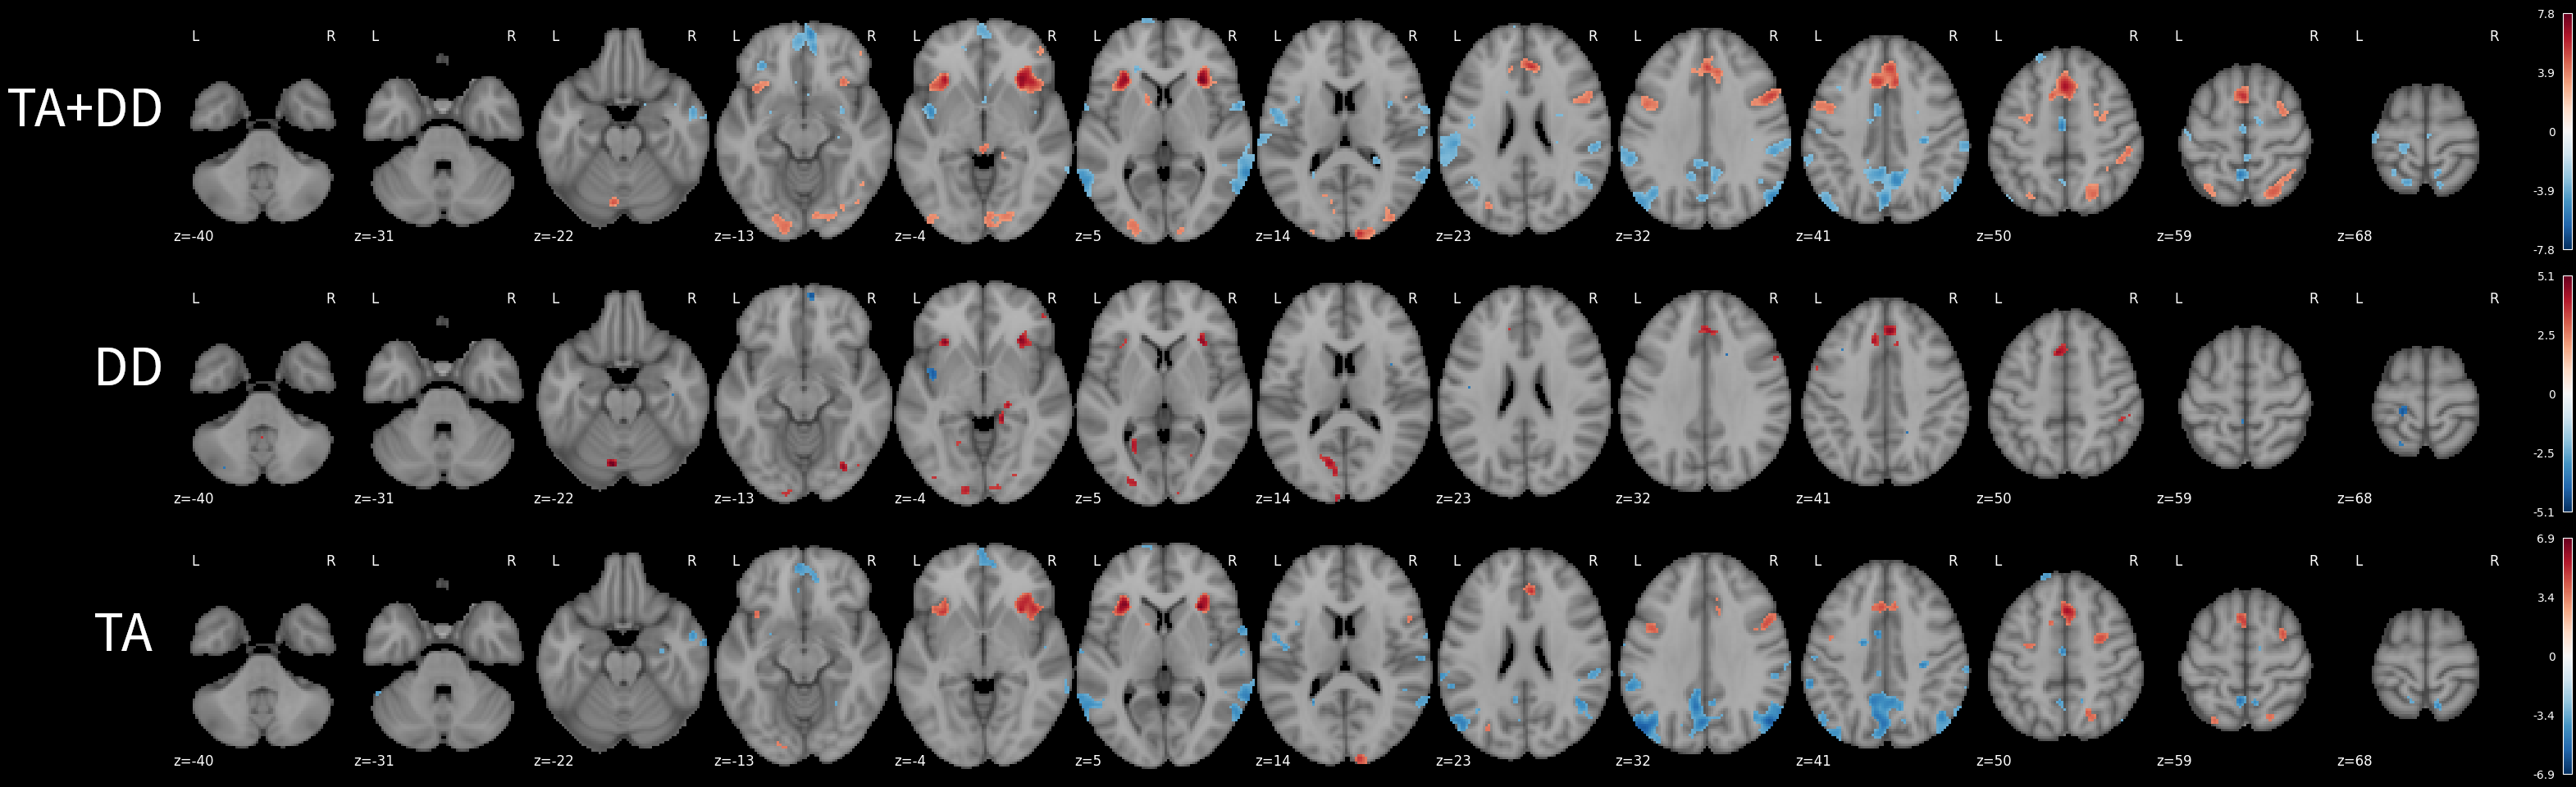 L R L R L R L R L R L R L R L R L R L R L R L R L R 7.8
3.9
TA+DD 0
-3.9
z=-40 z=-31 z=-22 z=-13 z=-4 z=5 z=14 z=23 z=32 z=41 z=50 z=59 z=68 -7.8
L R L R L R L R L R L R L R L R L R L R L R L R L R 5.1
2.5
DD 0
-2.5
z=-40 z=-31 z=-22 z=-13 z=-4 z=5 z=14 z=23 z=32 z=41 z=50 z=59 z=68 -5.1
L R L R L R L R L R L R L R L R L R L R L R L R L R 6.9
3.4
TA 0
-3.4
z=-40 z=-31 z=-22 z=-13 z=-4 z=5 z=14 z=23 z=32 z=41 z=50 z=59 z=68 -6.9